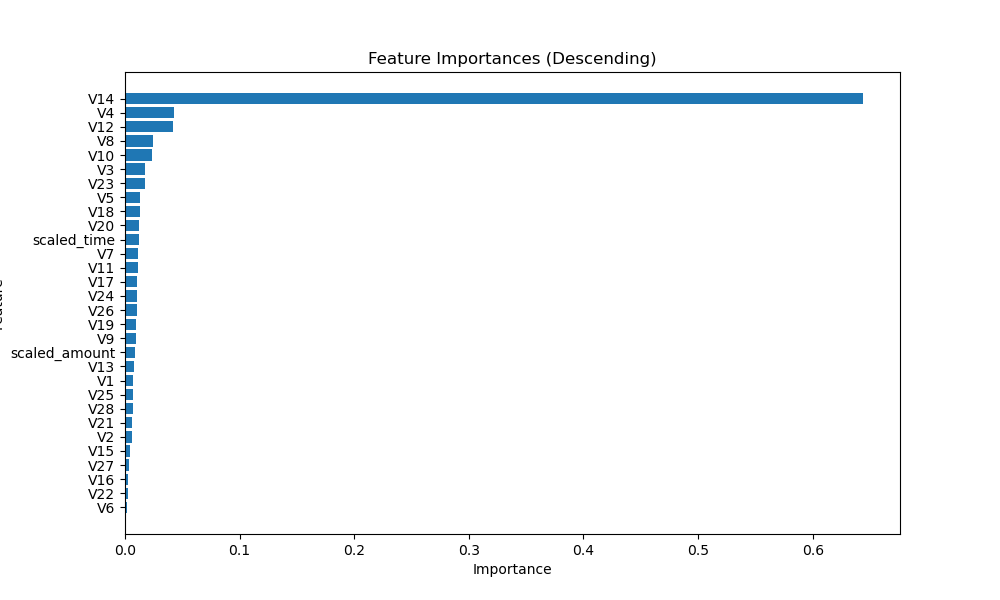 Feature Importances (Descending)
V14
V4
V12
V8
V10
V3
V23
V5
V18
V20
scaled_time
V7
V11
V17
V24
V26
V19
V9
scaled_amount
V13
V1
V25
V28
V21
V2
V15
V27
V16
V22
V6
0.0 0.1 0.2 0.3 0.4 0.5 0.6
Importance